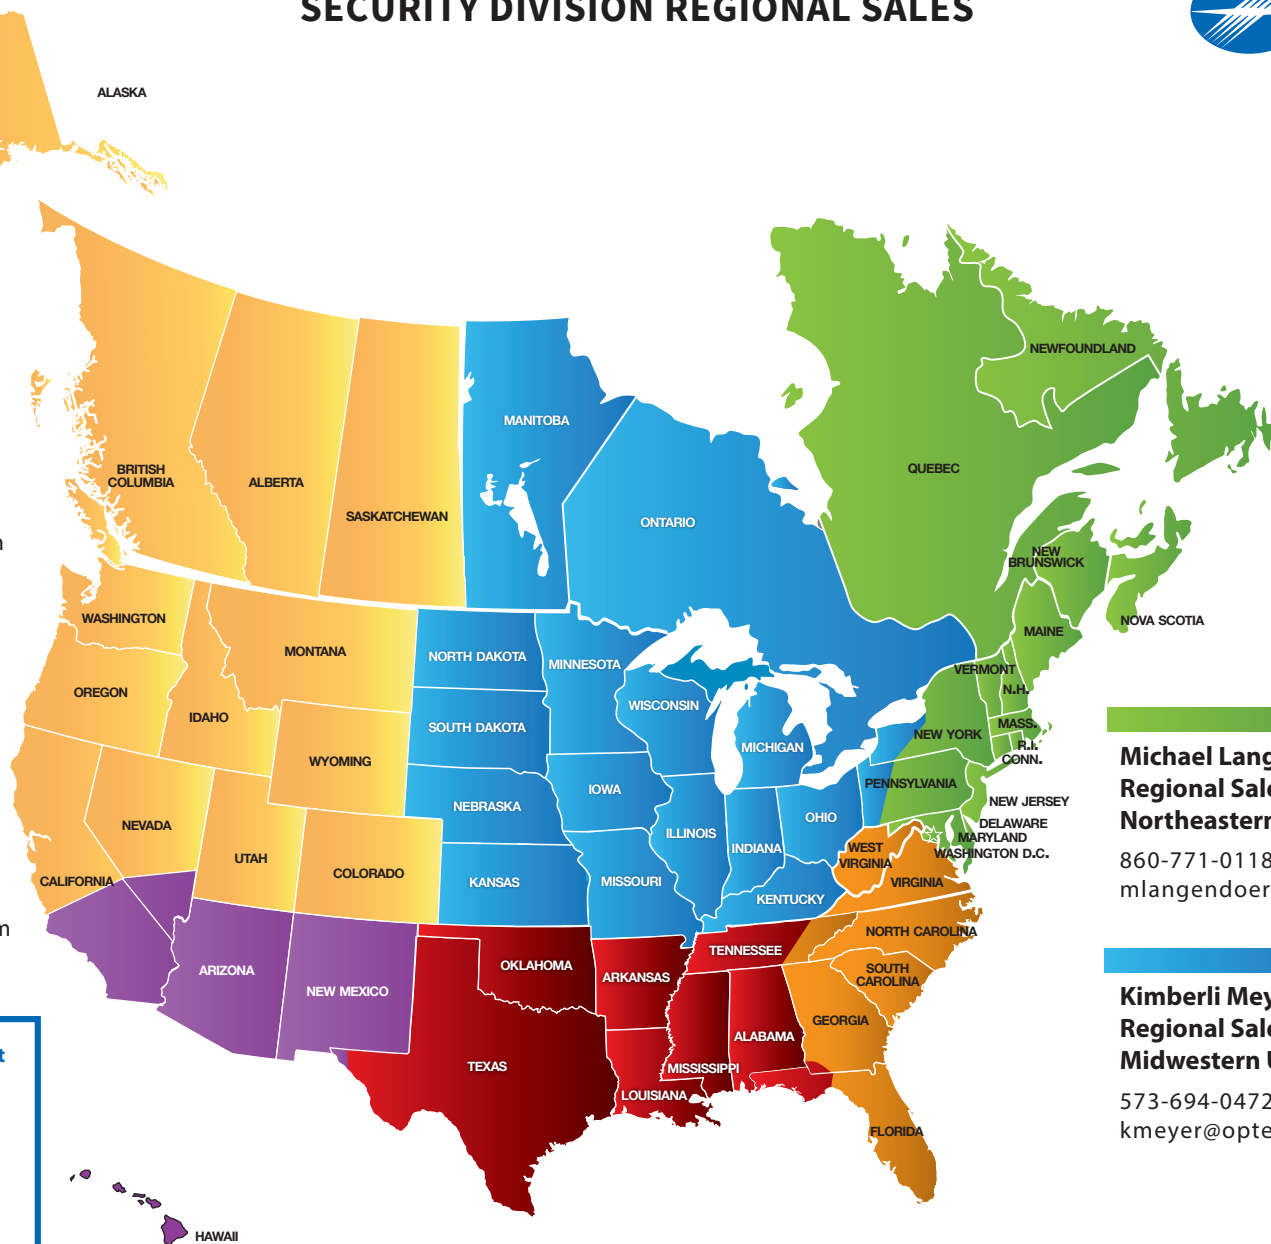 SECURITY DIVISION REGIONAL SALES
ALASKA
NEWFOUNDLAND
MANITOBA
QUEBEC
BRITISH
COLUMBIA
ALBERTA
SASKATCHEWAN
ONTARIO
n
NEW
BRUNSWICK
WASHINGTON
NOVA SCOTIA
MAINE
MONTANA
NORTH DAKOTA
MINNESOTA
VERMONT
OREGON
N.H.
IDAHO
WISCONSIN
SOUTH DAKOTA
MASS.
NEW YORK
MICHIGAN
R.I.
CONN.
WYOMING
Michael Lang
Regional Sale
Northeastern
860-771-0118
mlangendoer
PENNSYLVANIA
IOWA
NEW JERSEY
NEBRASKA
OHIO
DELAWARE
NEVADA
ILLINOIS
MARYLAND
INDIANA
WEST
VIRGINIA
WASHINGTON D.C.
UTAH
COLORADO
CALIFORNIA
KANSAS
MISSOURI
VIRGINIA
KENTUCKY
m
NORTH CAROLINA
TENNESSEE
OKLAHOMA
ARIZONA
ARKANSAS
SOUTH
CAROLINA
NEW MEXICO
Kimberli Mey
Regional Sale
Midwestern U
573-694-0472
kmeyer@opte
GEORGIA
ALABAMA
t
TEXAS
MISSISSIPPI
LOUISIANA
FLORIDA
HAWAII